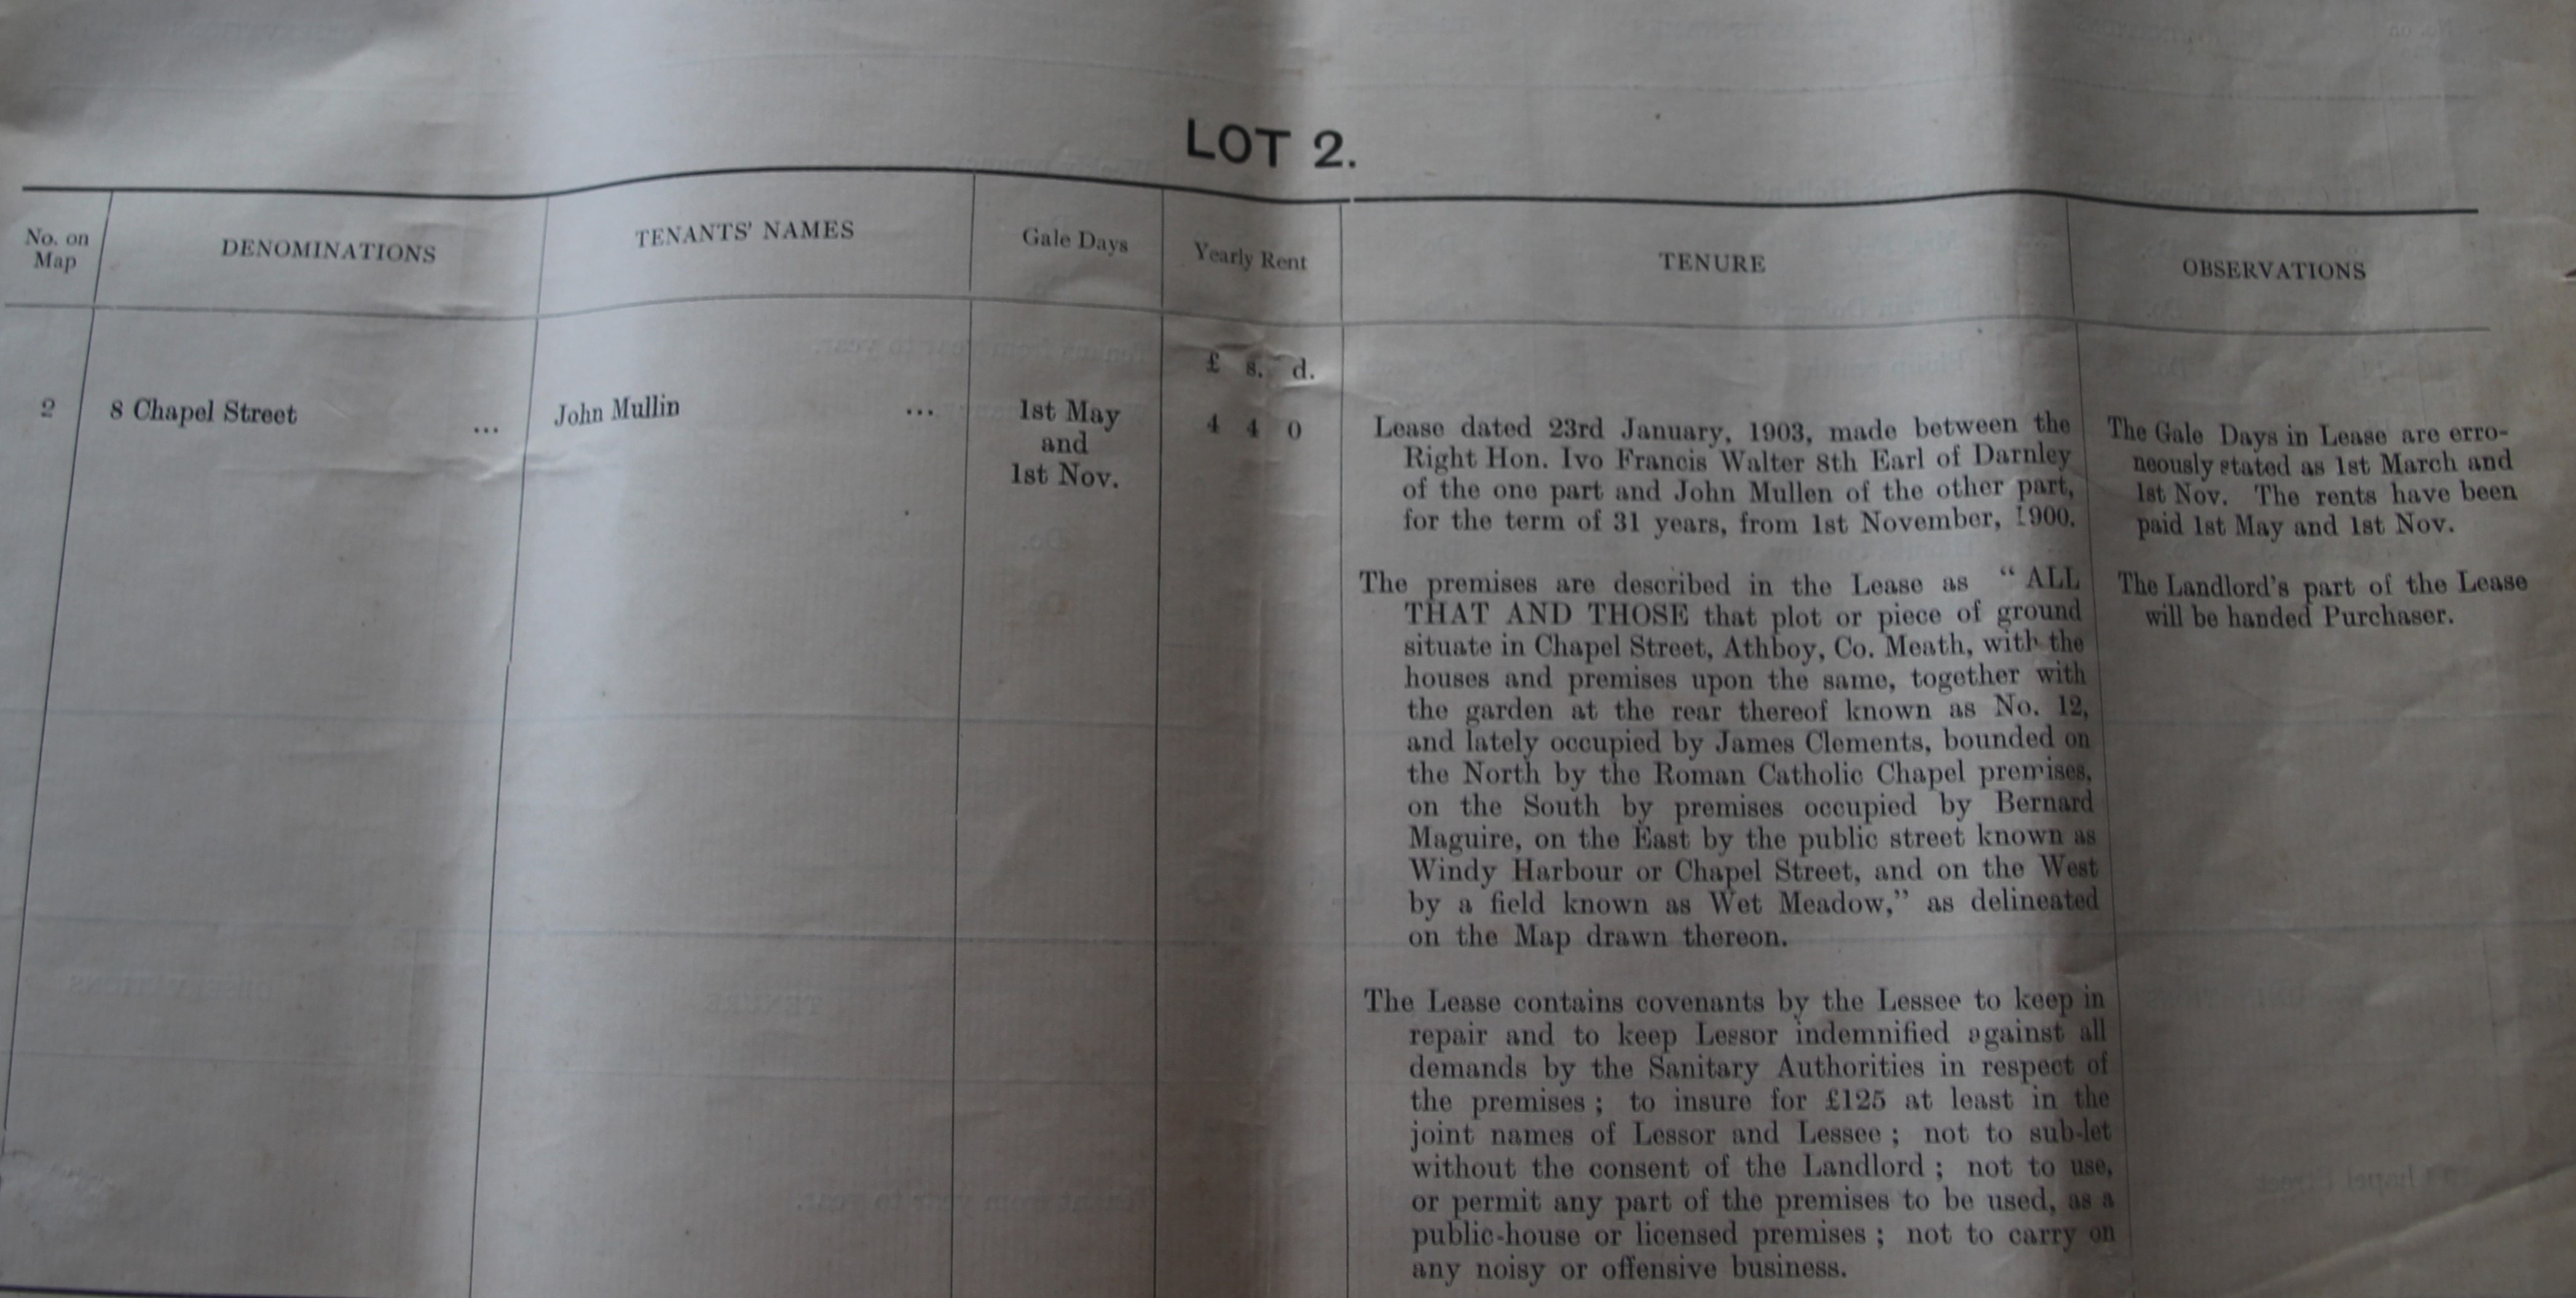 LOT 2.
No. on Map
DENOMINATIONS
TENANTS' NAMES
Gale Days
Yearly Rent
TENURE
OBSERVATIONS
£ s. d.
2
8 Chapel Street ...
John Mullin ...
1st May
and
1st Nov.
4 4 0
Lease dated 23rd January, 1903, made between the
Right Hon. Ivo Francis Walter 8th Earl of Darnley
of the one part and John Mullen of the other part,
for the term of 31 years, from 1st November, 1900.
The premises are described in the Lease as “ ALL
THAT AND THOSE that plot or piece of ground
situate in Chapel Street, Athboy, Co. Meath, with the
houses and premises upon the same, together with
the garden at the rear thereof known as No. 12,
and lately occupied by James Clements, bounded on
the North by the Roman Catholic Chapel premises,
on the South by premises occupied by Bernard
Maguire, on the East by the public street known as
Windy Harbour or Chapel Street, and on the West
by a field known as Wet Meadow,” as delineated
on the Map drawn thereon.
The Lease contains covenants by the Lessee to keep in
repair and to keep Lessor indemnified against all
demands by the Sanitary Authorities in respect of
the premises ; to insure for £125 at least in the
joint names of Lessor and Lessee ; not to sub-let
without the consent of the Landlord ; not to use,
or permit any part of the premises to be used, as a
public-house or licensed premises ; not to carry on
any noisy or offensive business.
The Gale Days in Lease are erro-
neously stated as 1st March and
1st Nov. The rents have been
paid 1st May and 1st Nov.
The Landlord's part of the Lease
will be handed Purchaser.